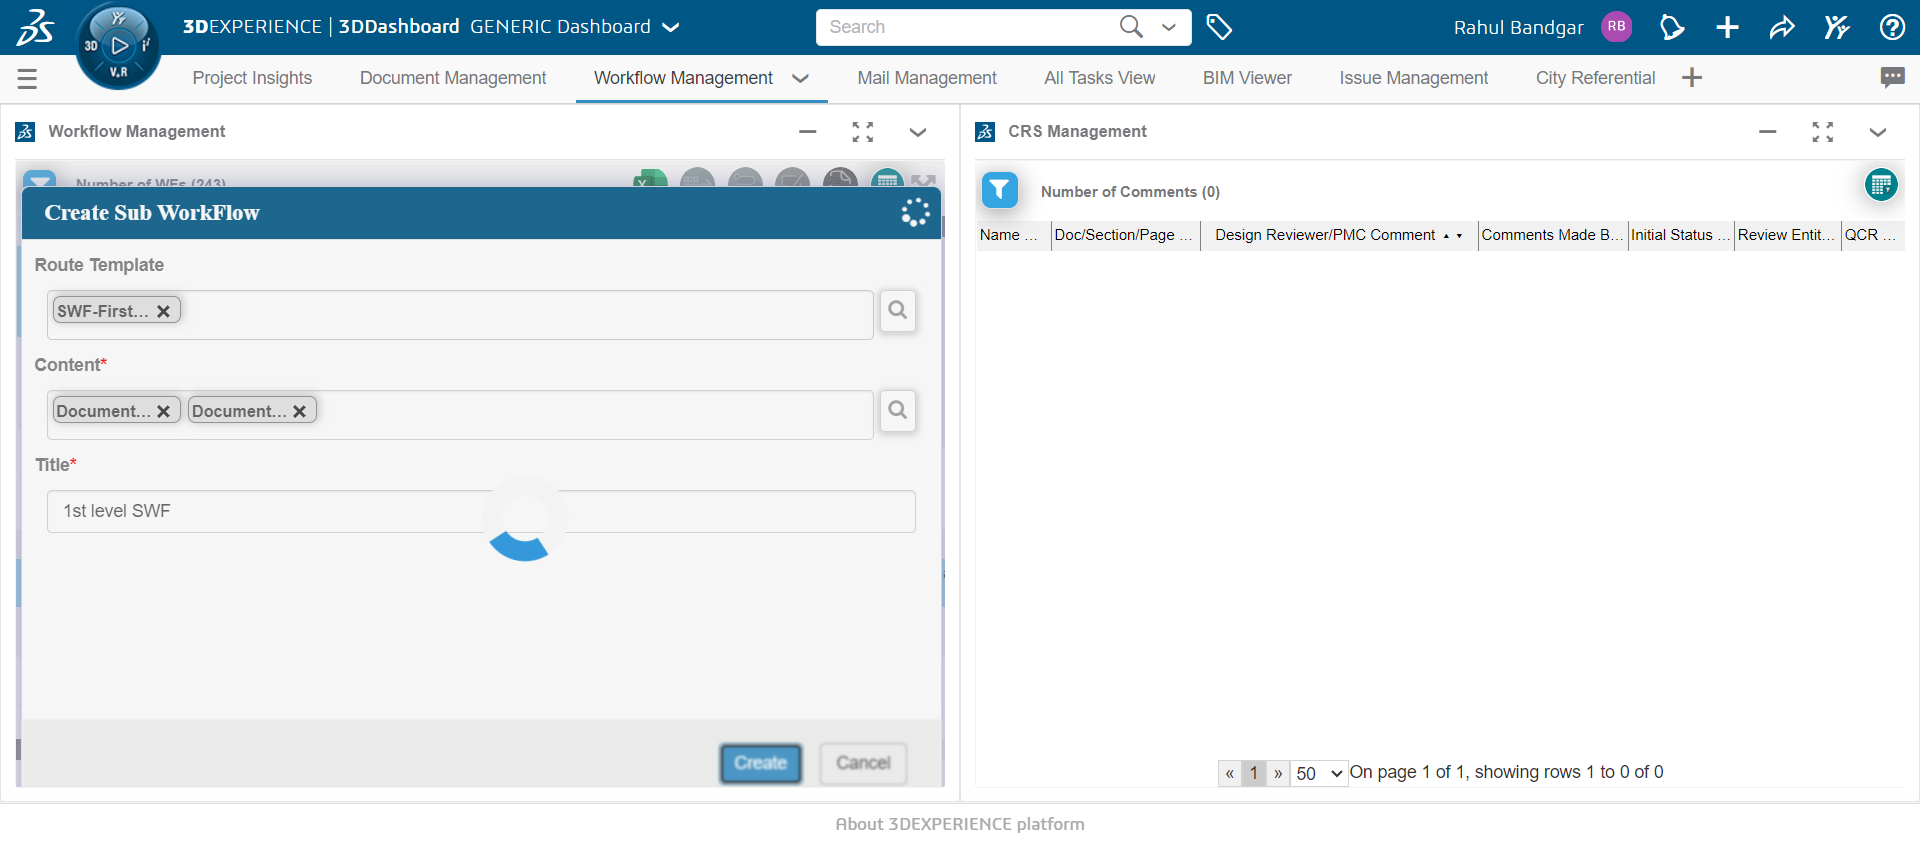 3DEXPERIENCE | 3DDashboard GENERIC Dashboard
Search
Rahul Bandgar RB
3D V.R
Project Insights Document Management Workflow Management Mail Management All Tasks View BIM Viewer Issue Management City Referential
Workflow Management
Number of WFs (243)
Create Sub WorkFlow
Route Template
SWF-First...
Content*
Document... Document...
Title*
1st level SWF
Create Cancel
CRS Management
Number of Comments (0)
Name ... Doc/Section/Page ... Design Reviewer/PMC Comment Comments Made B... Initial Status ... Review Entit... QCR ...
« 1 » 50 On page 1 of 1, showing rows 1 to 0 of 0
About 3DEXPERIENCE platform